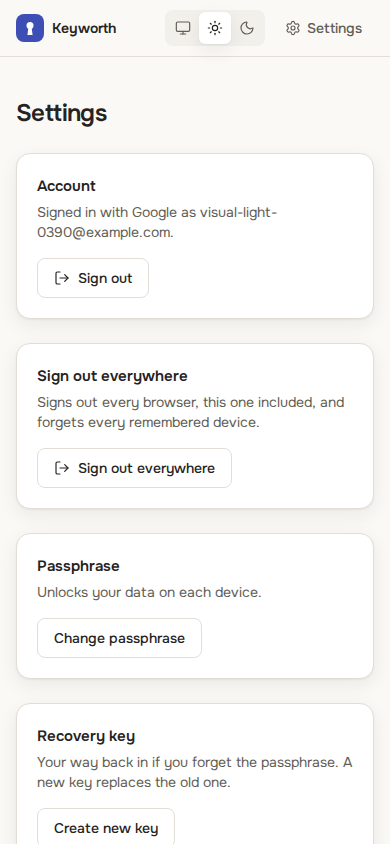 Keyworth
Settings
Settings
Account
Signed in with Google as visual-light-
0390@example.com.
Sign out
Sign out everywhere
Signs out every browser, this one included, and
forgets every remembered device.
Sign out everywhere
Passphrase
Unlocks your data on each device.
Change passphrase
Recovery key
Your way back in if you forget the passphrase. A
new key replaces the old one.
Create new key